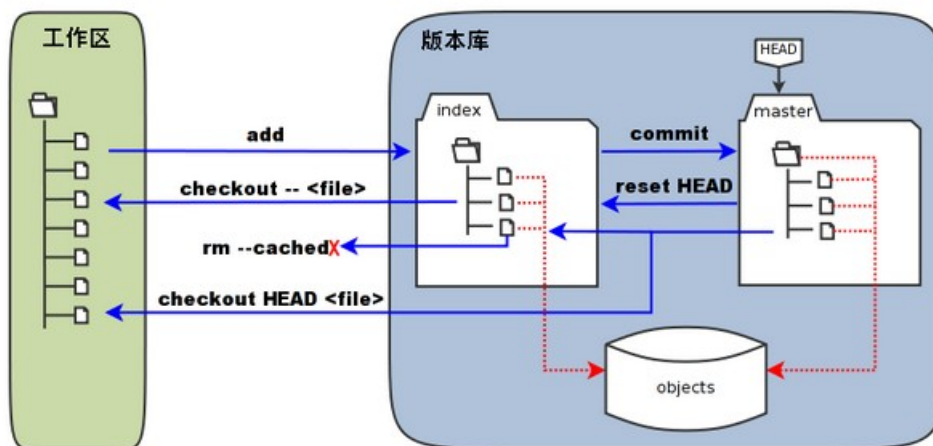 工作区
版本库
HEAD
index
master
add
commit
checkout -- <file>
reset HEAD
rm --cached
X
checkout HEAD <file>
objects